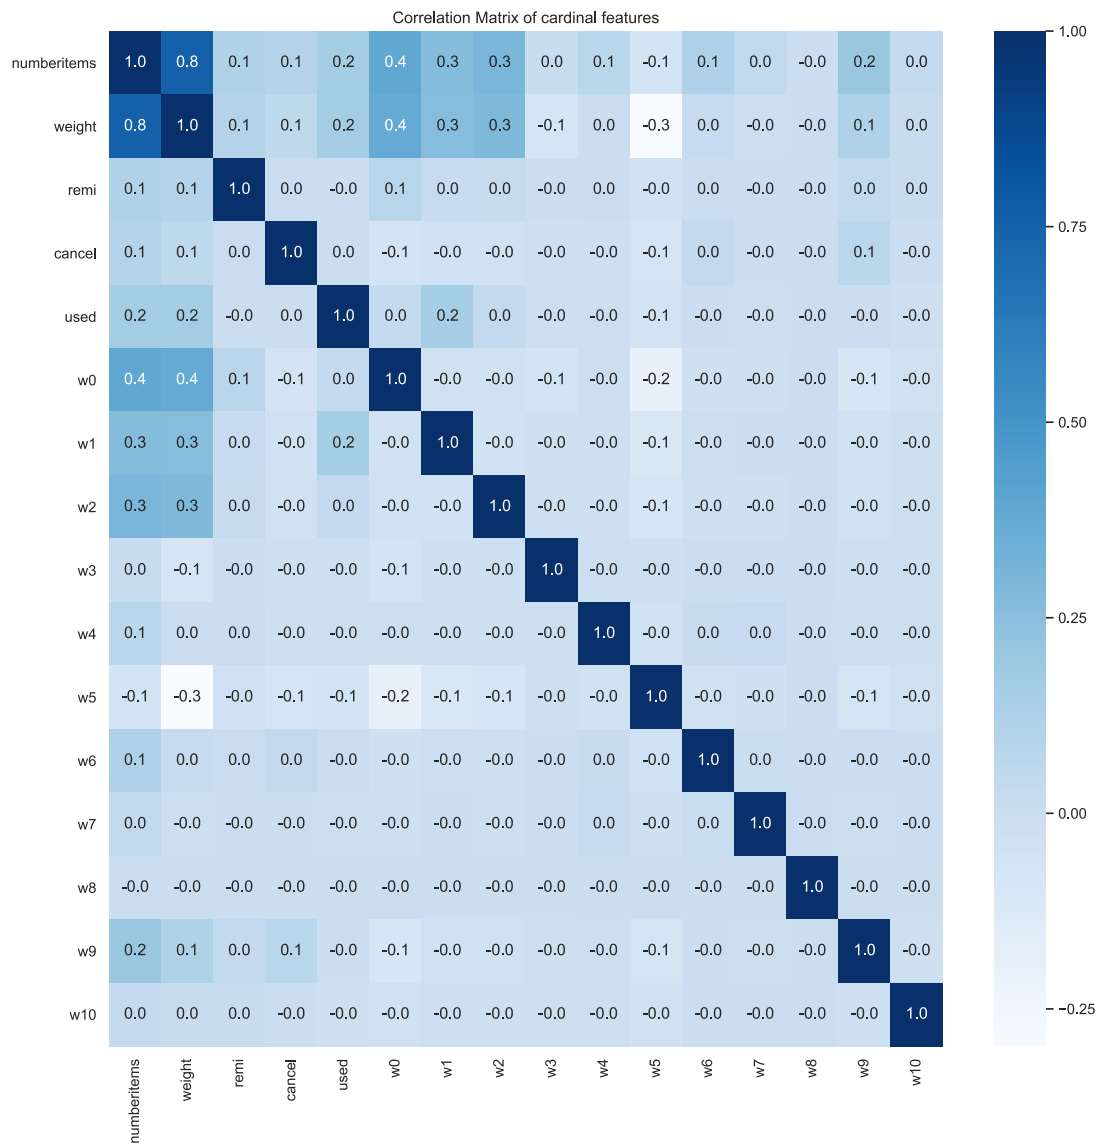 Correlation Matrix of cardinal features
numberitems 1.0 0.8 0.1 0.1 0.2 0.4 0.3 0.3 0.0 0.1 -0.1 0.1 0.0 -0.0 0.2 0.0
weight 0.8 1.0 0.1 0.1 0.2 0.4 0.3 0.3 -0.1 0.0 -0.3 0.0 -0.0 -0.0 0.1 0.0
remi 0.1 0.1 1.0 0.0 -0.0 0.1 0.0 0.0 -0.0 0.0 -0.0 0.0 -0.0 -0.0 0.0 0.0
cancel 0.1 0.1 0.0 1.0 0.0 -0.1 -0.0 -0.0 -0.0 -0.0 -0.1 0.0 -0.0 -0.0 0.1 -0.0
used 0.2 0.2 -0.0 0.0 1.0 0.0 0.2 0.0 -0.0 -0.0 -0.1 -0.0 -0.0 -0.0 -0.0 -0.0
w0 0.4 0.4 0.1 -0.1 0.0 1.0 -0.0 -0.0 -0.1 -0.0 -0.2 -0.0 -0.0 -0.0 -0.1 -0.0
w1 0.3 0.3 0.0 -0.0 0.2 -0.0 1.0 -0.0 -0.0 -0.0 -0.1 -0.0 -0.0 -0.0 -0.0 -0.0
w2 0.3 0.3 0.0 -0.0 0.0 -0.0 -0.0 1.0 -0.0 -0.0 -0.1 -0.0 -0.0 -0.0 -0.0 -0.0
w3 0.0 -0.1 -0.0 -0.0 -0.0 -0.1 -0.0 -0.0 1.0 -0.0 -0.0 -0.0 -0.0 -0.0 -0.0 -0.0
w4 0.1 0.0 0.0 -0.0 -0.0 -0.0 -0.0 -0.0 -0.0 1.0 -0.0 0.0 0.0 -0.0 -0.0 -0.0
w5 -0.1 -0.3 -0.0 -0.1 -0.1 -0.2 -0.1 -0.1 -0.0 -0.0 1.0 -0.0 -0.0 -0.0 -0.1 -0.0
w6 0.1 0.0 0.0 0.0 -0.0 -0.0 -0.0 -0.0 -0.0 0.0 -0.0 1.0 0.0 -0.0 -0.0 -0.0
w7 0.0 -0.0 -0.0 -0.0 -0.0 -0.0 -0.0 -0.0 -0.0 0.0 -0.0 0.0 1.0 -0.0 -0.0 -0.0
w8 -0.0 -0.0 -0.0 -0.0 -0.0 -0.0 -0.0 -0.0 -0.0 -0.0 -0.0 -0.0 -0.0 1.0 -0.0 -0.0
w9 0.2 0.1 0.0 0.1 -0.0 -0.1 -0.0 -0.0 -0.0 -0.0 -0.1 -0.0 -0.0 -0.0 1.0 -0.0
w10 0.0 0.0 0.0 -0.0 -0.0 -0.0 -0.0 -0.0 -0.0 -0.0 -0.0 -0.0 -0.0 -0.0 -0.0 1.0
numberitems weight remi cancel used w0 w1 w2 w3 w4 w5 w6 w7 w8 w9 w10
1.00
0.75
0.50
0.25
0.00
-0.25